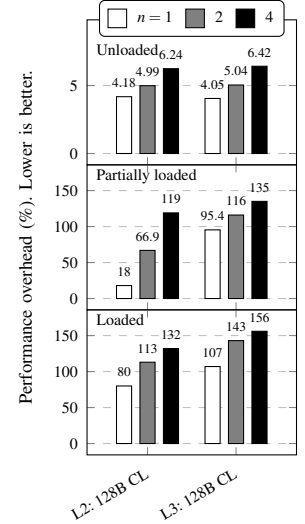 n = 1 2 4
Performance overhead (%). Lower is better.
Unloaded
6.24 6.42
4.18 4.99 4.05 5.04
5
0
Partially loaded
150
119 116 135
100 95.4
66.9
50
18
0
Loaded
150
113 132 107 143 156
100
80
50
0
L2: 128B CL
L3: 128B CL